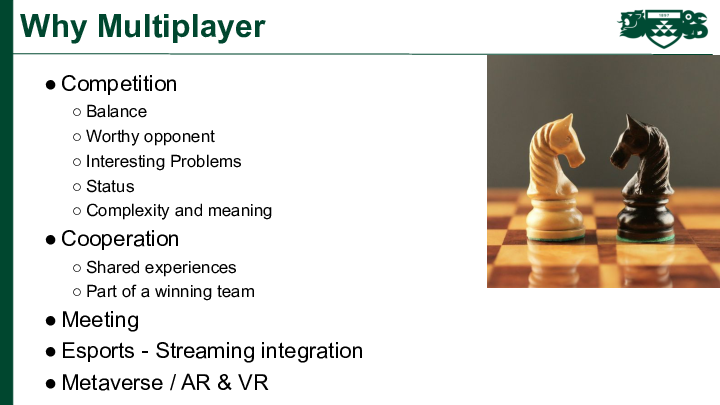 Why Multiplayer
● Competition
○ Balance
○ Worthy opponent
○ Interesting Problems
○ Status
○ Complexity and meaning
● Cooperation
○ Shared experiences
○ Part of a winning team
● Meeting
● Esports - Streaming integration
● Metaverse / AR & VR